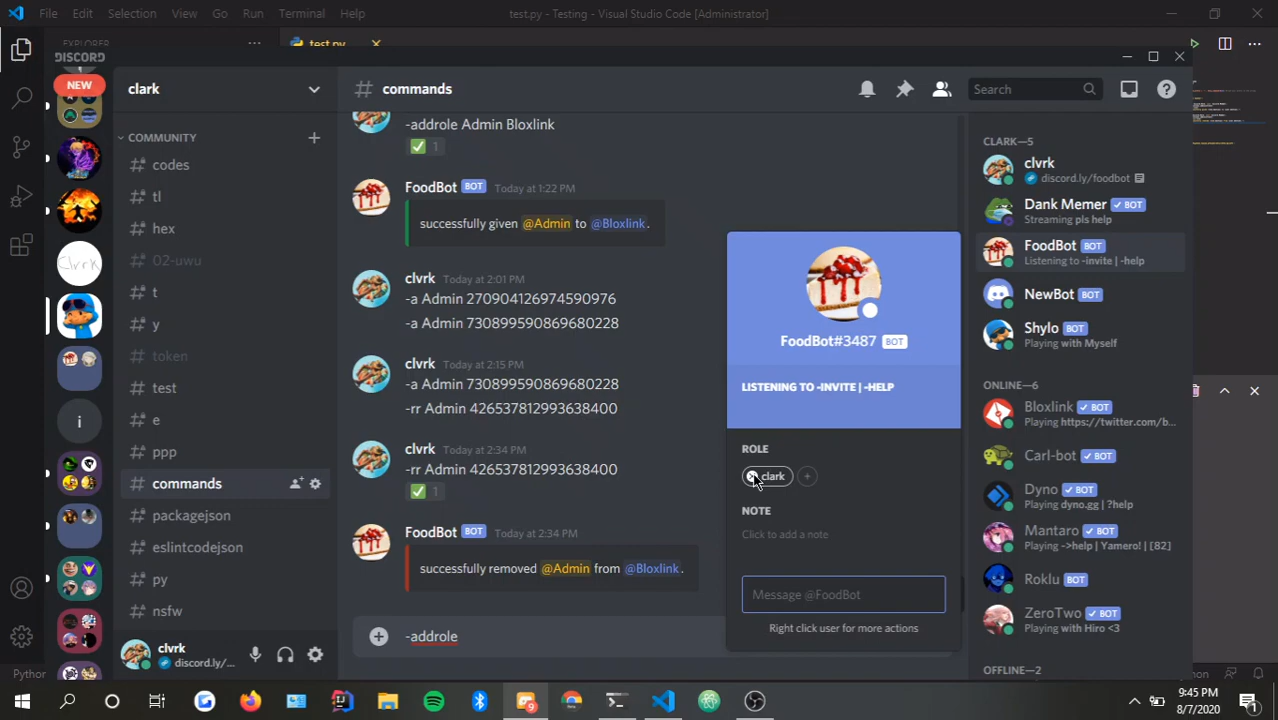 File Edit Selection View Go Run Terminal Help
test.py - Testing - Visual Studio Code [Administrator]
EXPLORER
test.py
DISCORD
NEW
clark
commands
Search
COMMUNITY
codes
tl
hex
02-uwu
t
y
token
test
e
ppp
commands
packagejson
eslintcodejson
py
nsfw
clvrk
discord.ly/...
-addrole Admin Bloxlink
1
FoodBot BOT Today at 1:22 PM
successfully given @Admin to @Bloxlink.
clvrk Today at 2:01 PM
-a Admin 270904126974590976
-a Admin 730899590869680228
clvrk Today at 2:15 PM
-a Admin 730899590869680228
-rr Admin 426537812993638400
clvrk Today at 2:34 PM
-rr Admin 426537812993638400
1
FoodBot BOT Today at 2:34 PM
successfully removed @Admin from @Bloxlink.
-addrole
FoodBot#3487 BOT
LISTENING TO -INVITE | -HELP
ROLE
clark
NOTE
Click to add a note
Message @FoodBot
Right click user for more actions
CLARK—5
clvrk
discord.ly/foodbot
Dank Memer BOT
Streaming pls help
FoodBot BOT
Listening to -invite | -help
NewBot BOT
Shylo BOT
Playing with Myself
ONLINE—6
Bloxlink BOT
Playing https://twitter.com/b...
Carl-bot BOT
Dyno BOT
Playing dyno.gg | ?help
Mantaro BOT
Playing ->help | Yamero! | [82]
Roklu BOT
ZeroTwo BOT
Playing with Hiro <3
OFFLINE—2
Python
9:45 PM
8/7/2020